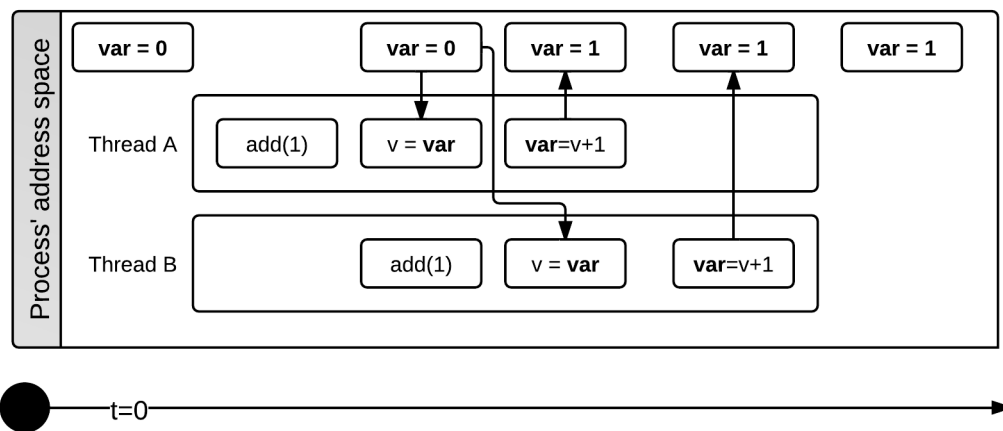 Process' address space
var = 0
var = 0
var = 1
var = 1
var = 1
Thread A
add(1)
v = var
var=v+1
Thread B
add(1)
v = var
var=v+1
t=0